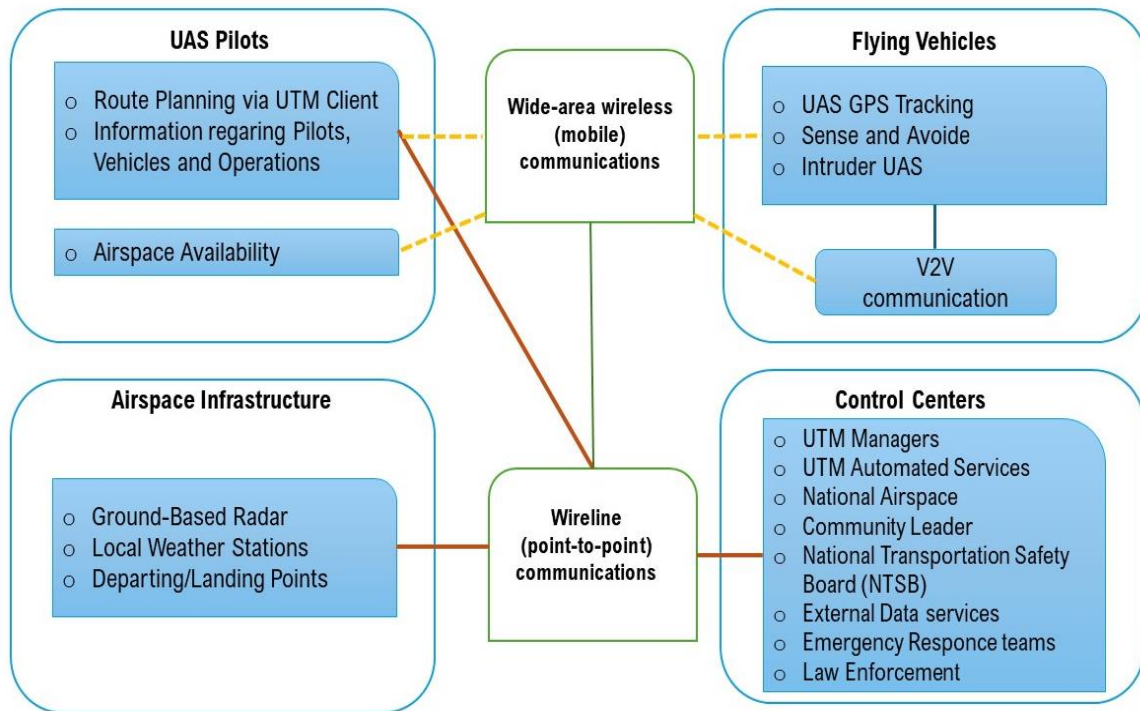 UAS Pilots
o Route Planning via UTM Client
o Information regaring Pilots,
Vehicles and Operations
o Airspace Availability
Wide-area wireless
(mobile)
communications
Flying Vehicles
o UAS GPS Tracking
o Sense and Avoide
o Intruder UAS
V2V
communication
Airspace Infrastructure
o Ground-Based Radar
o Local Weather Stations
o Departing/Landing Points
Wireline
(point-to-point)
communications
Control Centers
o UTM Managers
o UTM Automated Services
o National Airspace
o Community Leader
o National Transportation Safety
Board (NTSB)
o External Data services
o Emergency Responce teams
o Law Enforcement